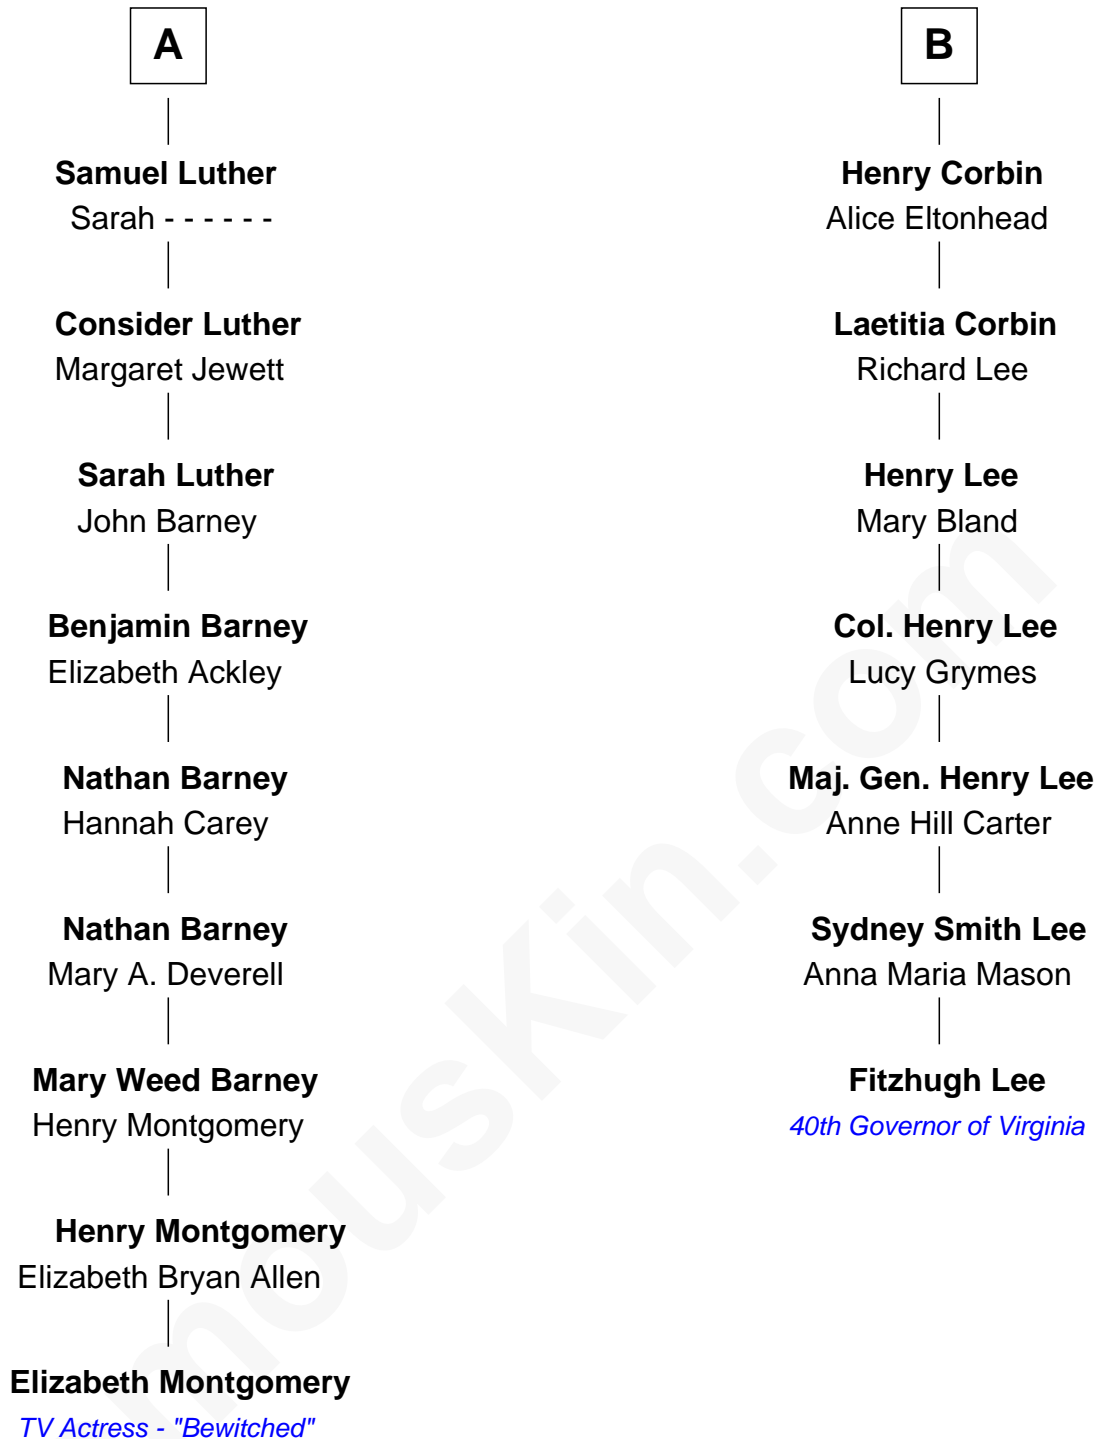 A
Samuel Luther
Sarah - - - - - -
Consider Luther
Margaret Jewett
Sarah Luther
John Barney
Benjamin Barney
Elizabeth Ackley
Nathan Barney
Hannah Carey
Nathan Barney
Mary A. Deverell
Mary Weed Barney
Henry Montgomery
Henry Montgomery
Elizabeth Bryan Allen
Elizabeth Montgomery
TV Actress - "Bewitched"
B
Henry Corbin
Alice Eltonhead
Laetitia Corbin
Richard Lee
Henry Lee
Mary Bland
Col. Henry Lee
Lucy Grymes
Maj. Gen. Henry Lee
Anne Hill Carter
Sydney Smith Lee
Anna Maria Mason
Fitzhugh Lee
40th Governor of Virginia
mousKin.com